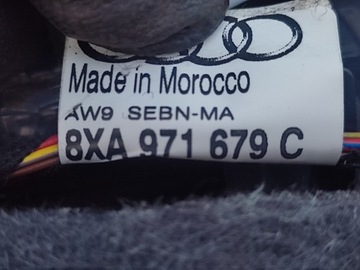 Made in Morocco
AW9 SEBN-MA
8XA 971 679 C